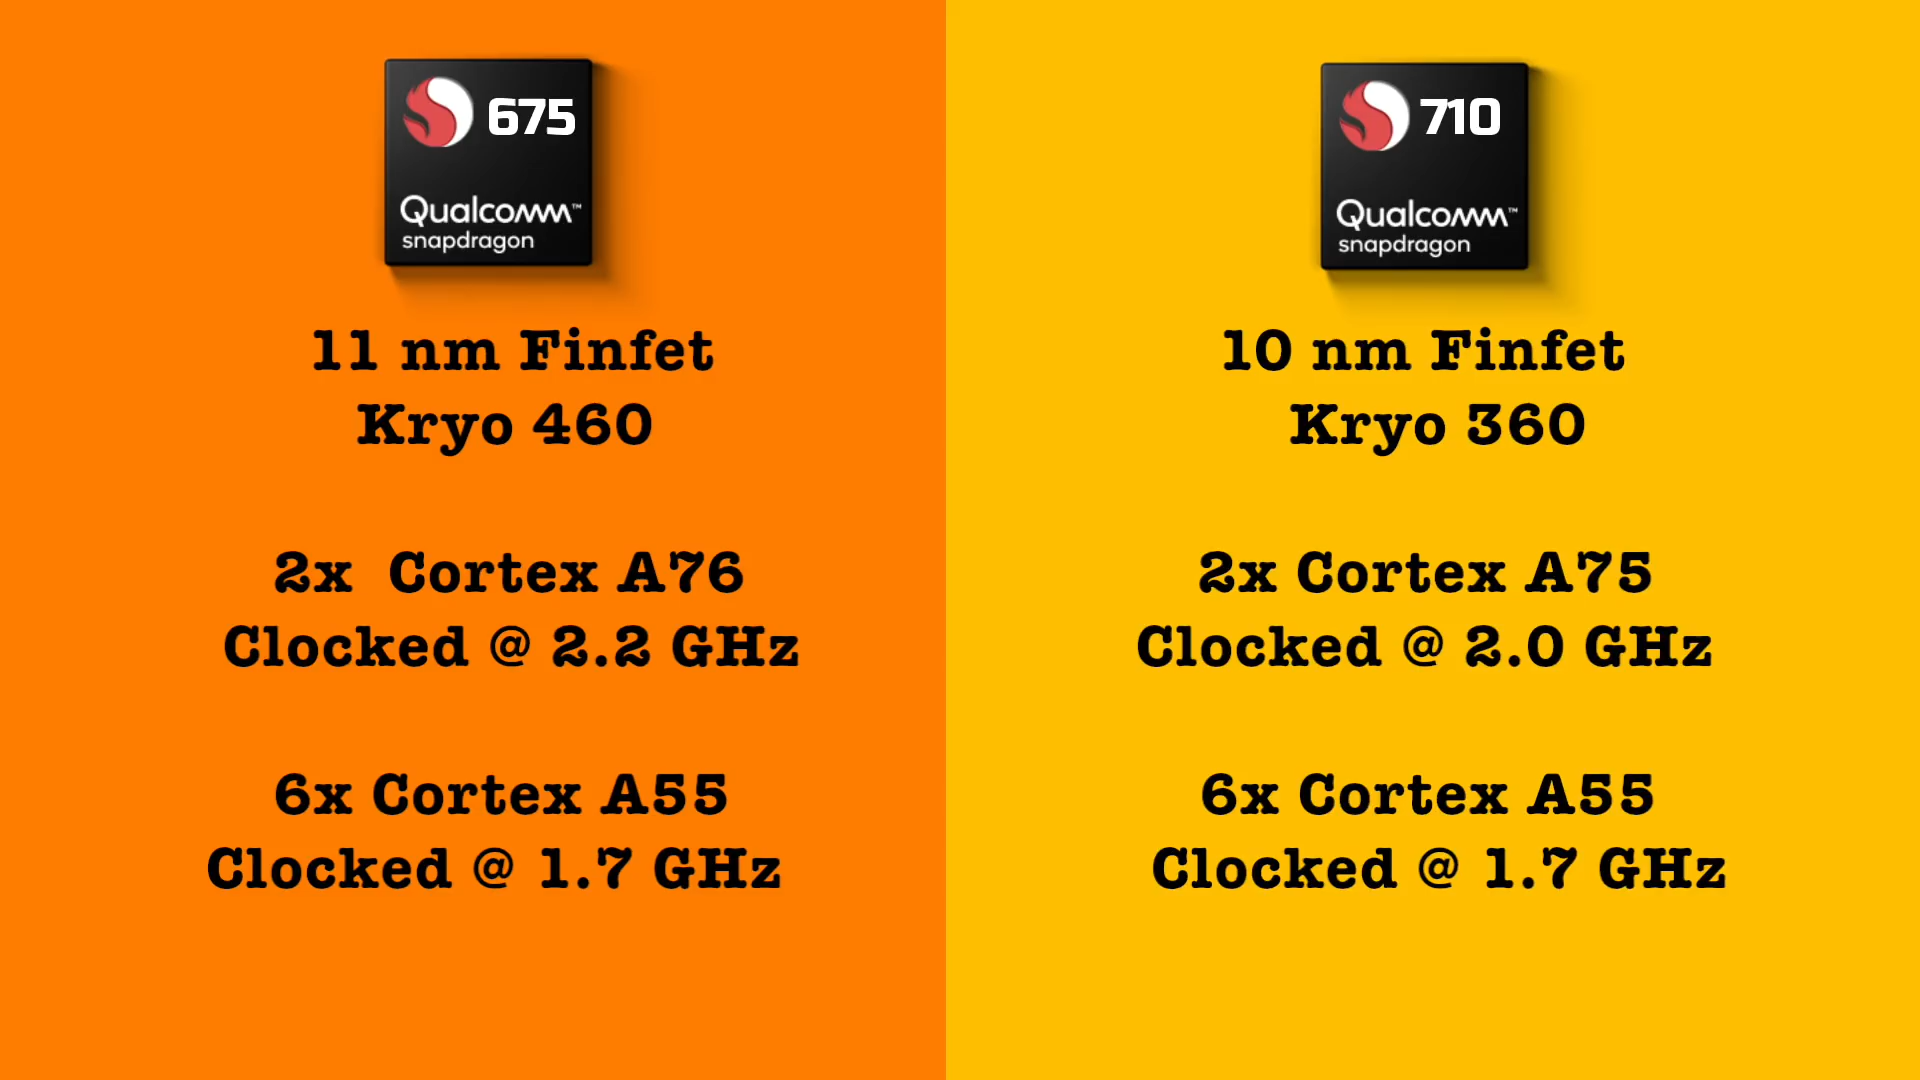 675
Qualcomm™
snapdragon
11 nm Finfet
Kryo 460
2x Cortex A76
Clocked @ 2.2 GHz
6x Cortex A55
Clocked @ 1.7 GHz
710
Qualcomm™
snapdragon
10 nm Finfet
Kryo 360
2x Cortex A75
Clocked @ 2.0 GHz
6x Cortex A55
Clocked @ 1.7 GHz